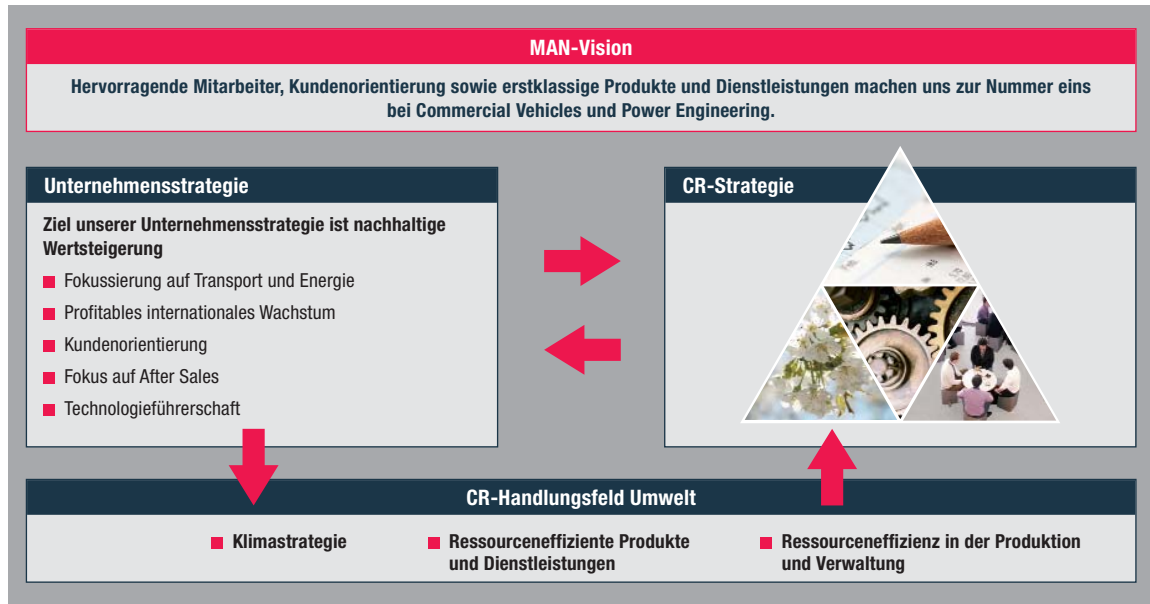 MAN-Vision
Hervorragende Mitarbeiter, Kundenorientierung sowie erstklassige Produkte und Dienstleistungen machen uns zur Nummer eins
bei Commercial Vehicles und Power Engineering.
Unternehmensstrategie
Ziel unserer Unternehmensstrategie ist nachhaltige
Wertsteigerung
Fokussierung auf Transport und Energie
Profitables internationales Wachstum
Kundenorientierung
Fokus auf After Sales
Technologieführerschaft
CR-Strategie
CR-Handlungsfeld Umwelt
Klimastrategie
Ressourceneffiziente Produkte
und Dienstleistungen
Ressourceneffizienz in der Produktion
und Verwaltung